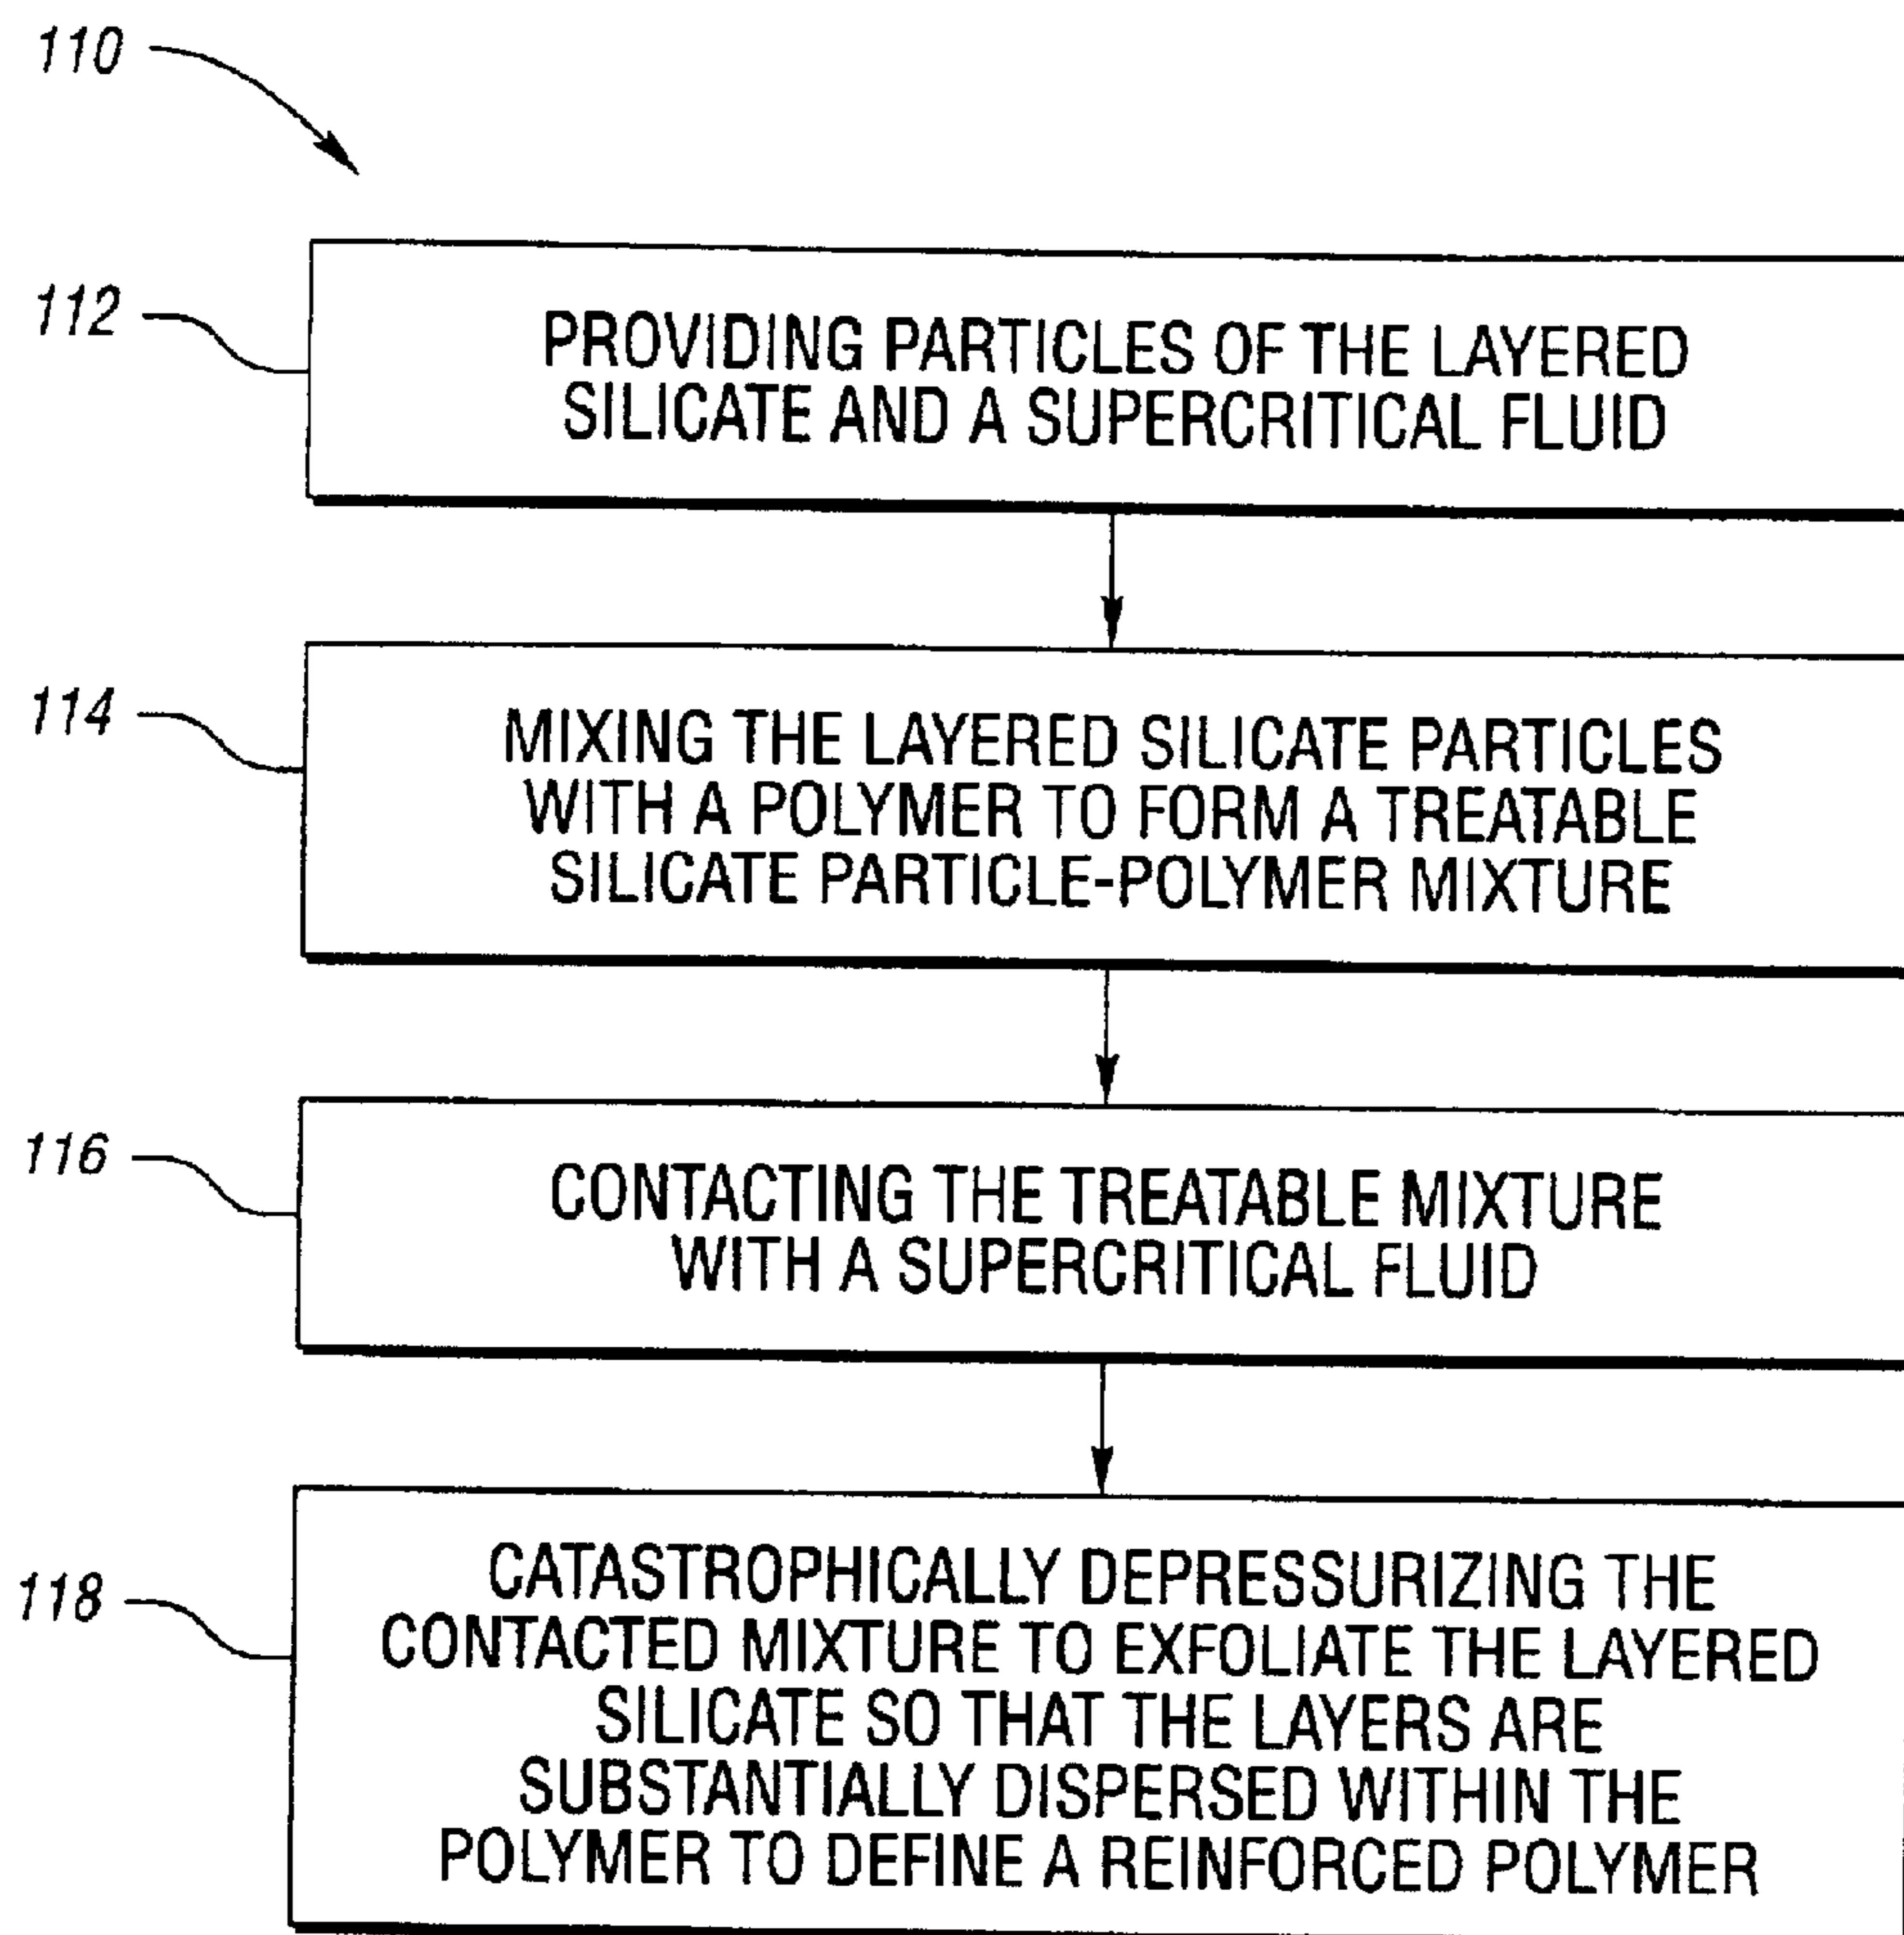 110
112
PROVIDING PARTICLES OF THE LAYERED
SILICATE AND A SUPERCRITICAL FLUID
114
MIXING THE LAYERED SILICATE PARTICLES
WITH A POLYMER TO FORM A TREATABLE
SILICATE PARTICLE-POLYMER MIXTURE
116
CONTACTING THE TREATABLE MIXTURE
WITH A SUPERCRITICAL FLUID
118
CATASTROPHICALLY DEPRESSURIZING THE
CONTACTED MIXTURE TO EXFOLIATE THE LAYERED
SILICATE SO THAT THE LAYERS ARE
SUBSTANTIALLY DISPERSED WITHIN THE
POLYMER TO DEFINE A REINFORCED POLYMER